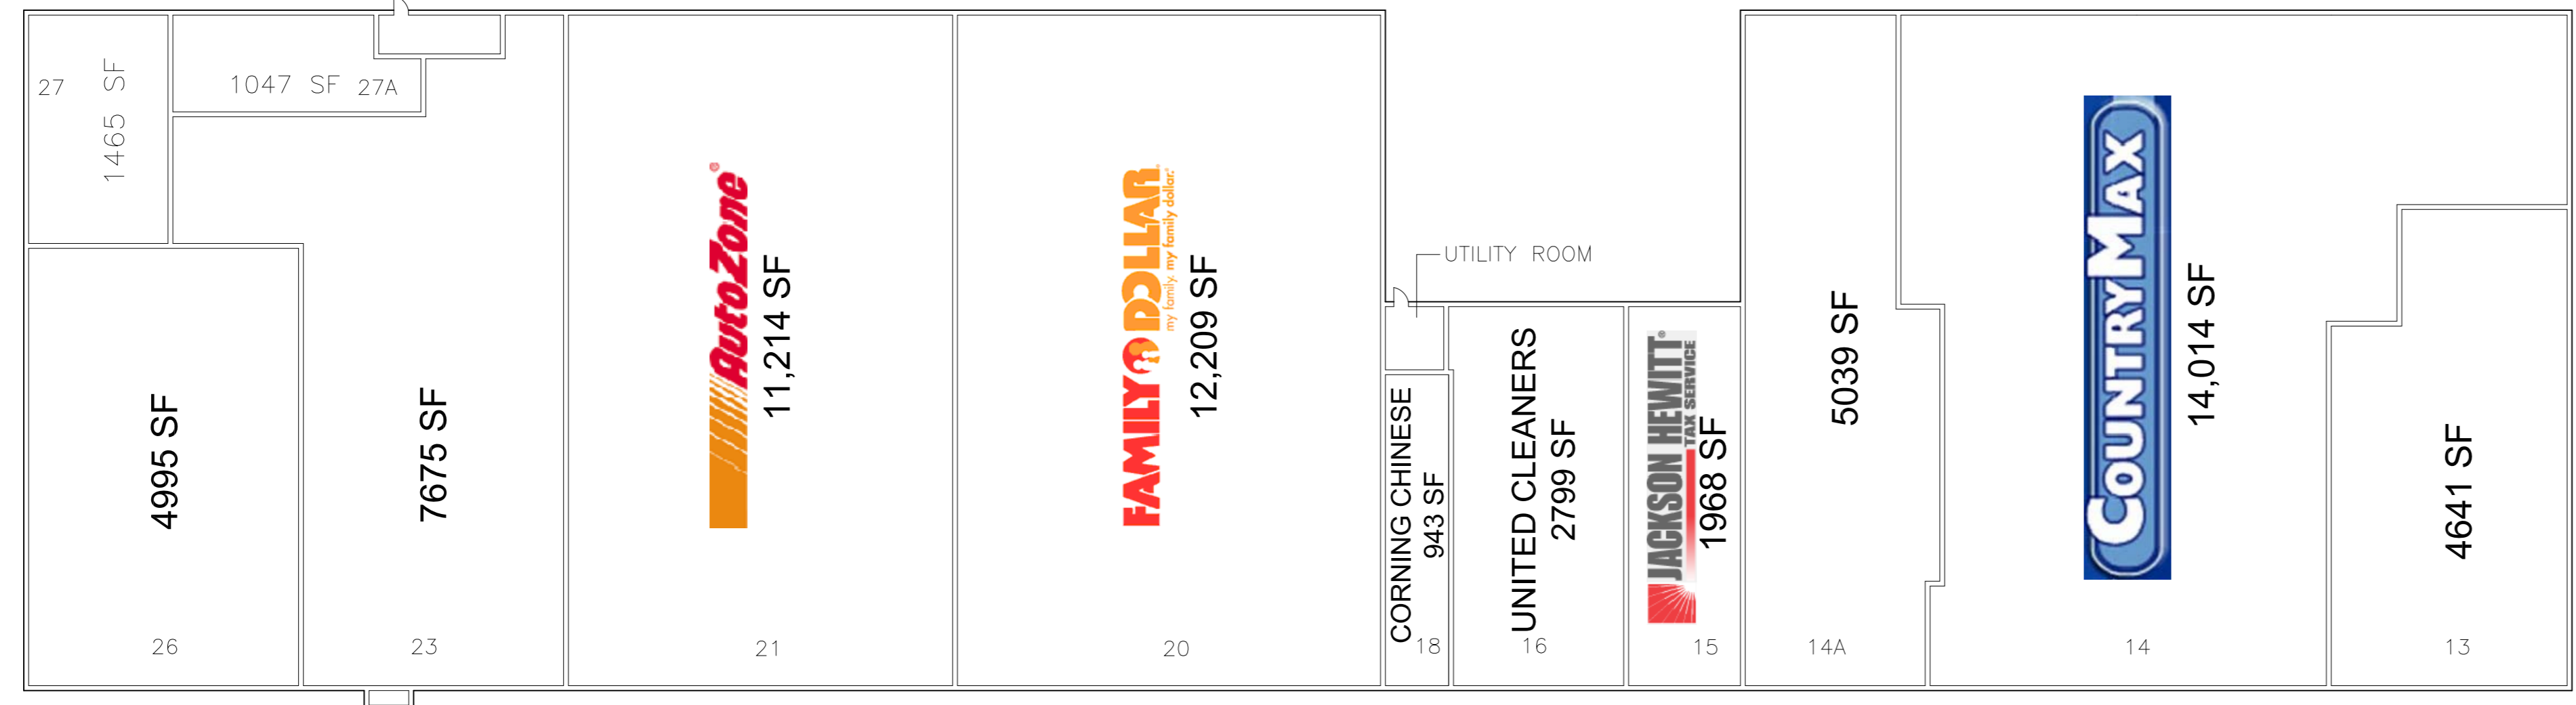 27
1465 SF
1047 SF 27A
4995 SF
26
7675 SF
23
AutoZone®
11,214 SF
21
FAMILY DOLLAR®
my family, my family dollar.®
12,209 SF
20
UTILITY ROOM
CORNING CHINESE
943 SF
18
UNITED CLEANERS
2799 SF
16
JACKSON HEWITT®
TAX SERVICE
1968 SF
15
5039 SF
14A
COUNTRYMAX
14,014 SF
14
4641 SF
13